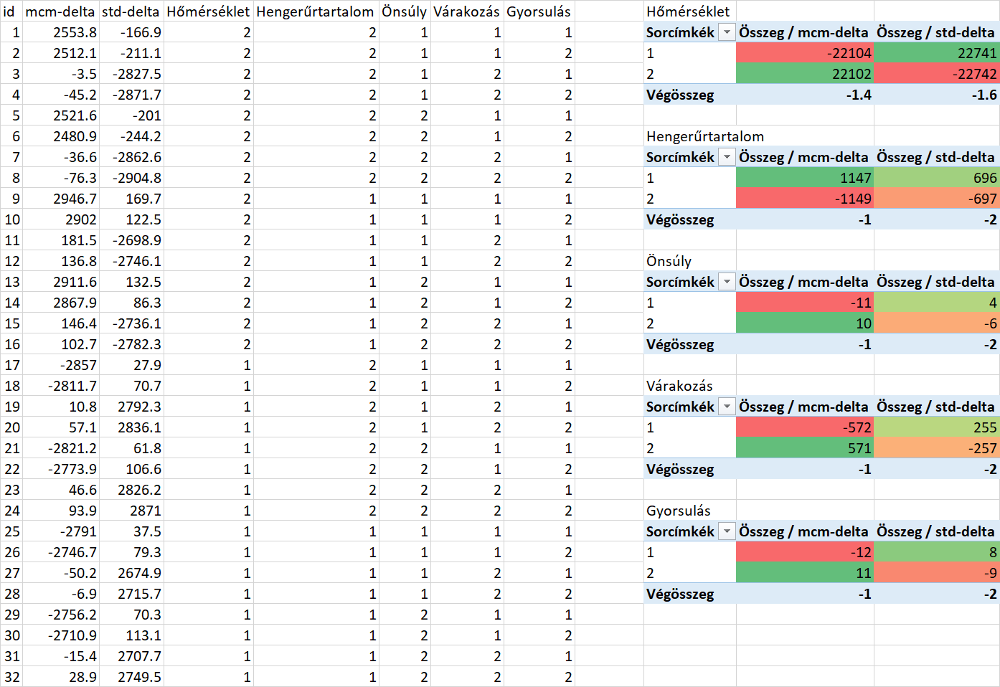 id mcm-delta std-delta Hőmérséklet Hengerűrtartalom Önsúly Várakozás Gyorsulás Hőmérséklet
1 2553.8 -166.9 2 2 1 1 1 Sorcímkék Összeg / mcm-delta Összeg / std-delta
2 2512.1 -211.1 2 2 1 1 2 1 -22104 22741
3 -3.5 -2827.5 2 2 1 2 1 2 22102 -22742
4 -45.2 -2871.7 2 2 1 2 2 Végösszeg -1.4 -1.6
5 2521.6 -201 2 2 2 1 1
6 2480.9 -244.2 2 2 2 1 2 Hengerűrtartalom
7 -36.6 -2862.6 2 2 2 2 1 Sorcímkék Összeg / mcm-delta Összeg / std-delta
8 -76.3 -2904.8 2 2 2 2 2 1 1147 696
9 2946.7 169.7 2 1 1 1 1 2 -1149 -697
10 2902 122.5 2 1 1 1 2 Végösszeg -1 -2
11 181.5 -2698.9 2 1 1 2 1
12 136.8 -2746.1 2 1 1 2 2 Önsúly
13 2911.6 132.5 2 1 2 1 1 Sorcímkék Összeg / mcm-delta Összeg / std-delta
14 2867.9 86.3 2 1 2 1 2 1 -11 4
15 146.4 -2736.1 2 1 2 2 1 2 10 -6
16 102.7 -2782.3 2 1 2 2 2 Végösszeg -1 -2
17 -2857 27.9 1 2 1 1 1
18 -2811.7 70.7 1 2 1 1 2 Várakozás
19 10.8 2792.3 1 2 1 2 1 Sorcímkék Összeg / mcm-delta Összeg / std-delta
20 57.1 2836.1 1 2 1 2 2 1 -572 255
21 -2821.2 61.8 1 2 2 1 1 2 571 -257
22 -2773.9 106.6 1 2 2 1 2 Végösszeg -1 -2
23 46.6 2826.2 1 2 2 2 1
24 93.9 2871 1 2 2 2 2 Gyorsulás
25 -2791 37.5 1 1 1 1 1 Sorcímkék Összeg / mcm-delta Összeg / std-delta
26 -2746.7 79.3 1 1 1 1 2 1 -12 8
27 -50.2 2674.9 1 1 1 2 1 2 11 -9
28 -6.9 2715.7 1 1 1 2 2 Végösszeg -1 -2
29 -2756.2 70.3 1 1 2 1 1
30 -2710.9 113.1 1 1 2 1 2
31 -15.4 2707.7 1 1 2 2 1
32 28.9 2749.5 1 1 2 2 2